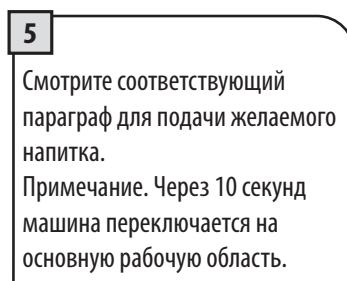 5
Смотрите соответствующий
параграф для подачи желаемого
напитка.
Примечание. Через 10 секунд
машина переключается на
основную рабочую область.